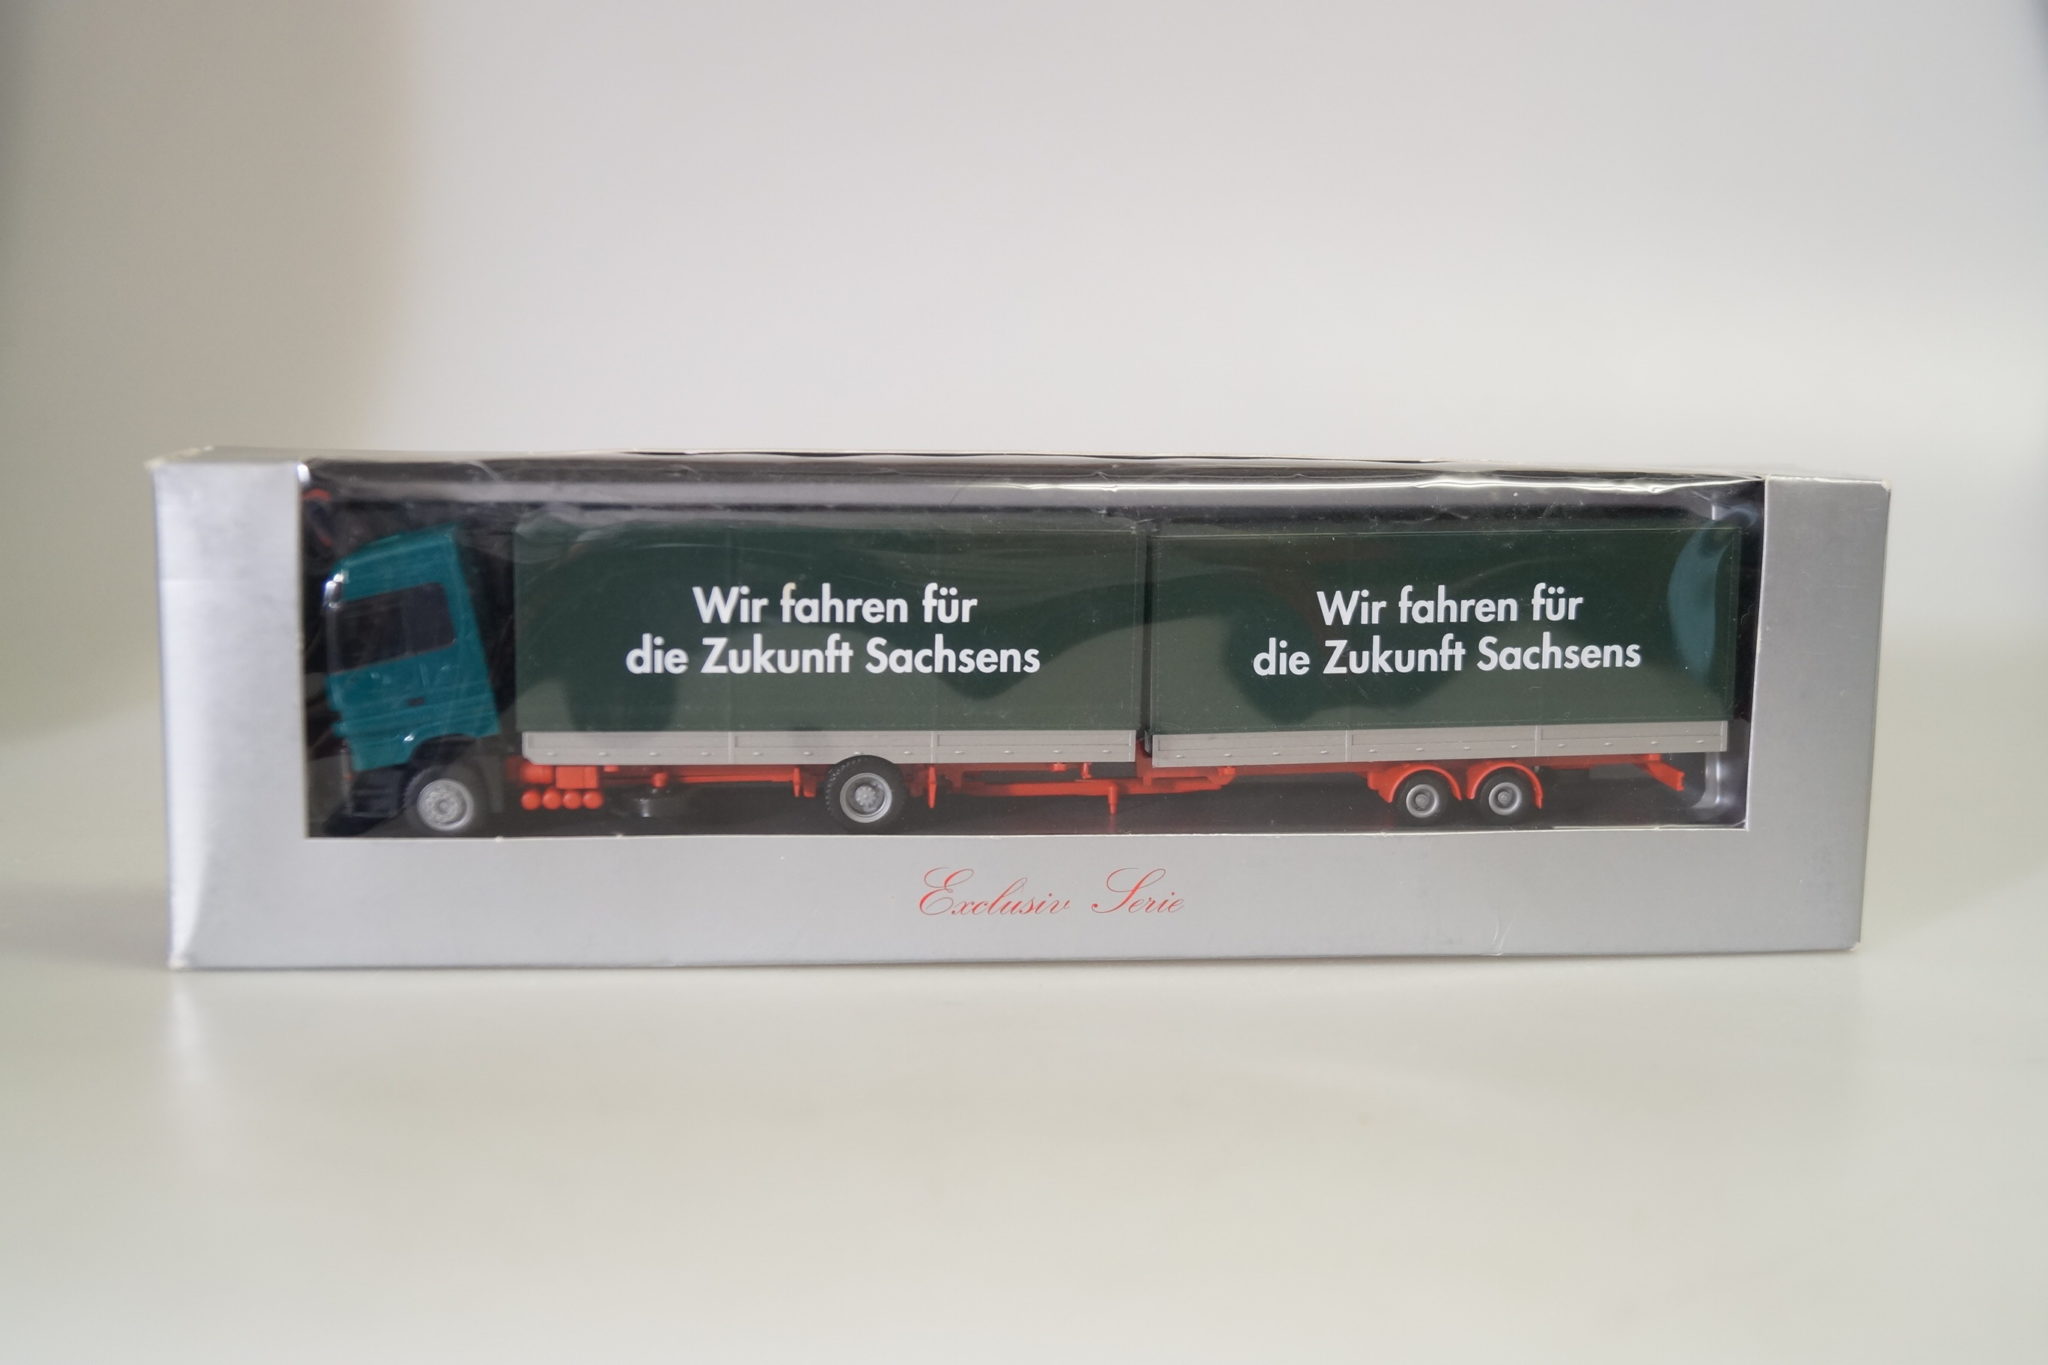 Wir fahren für
die Zukunft Sachsens
Wir fahren für
die Zukunft Sachsens
Exclusiv Serie